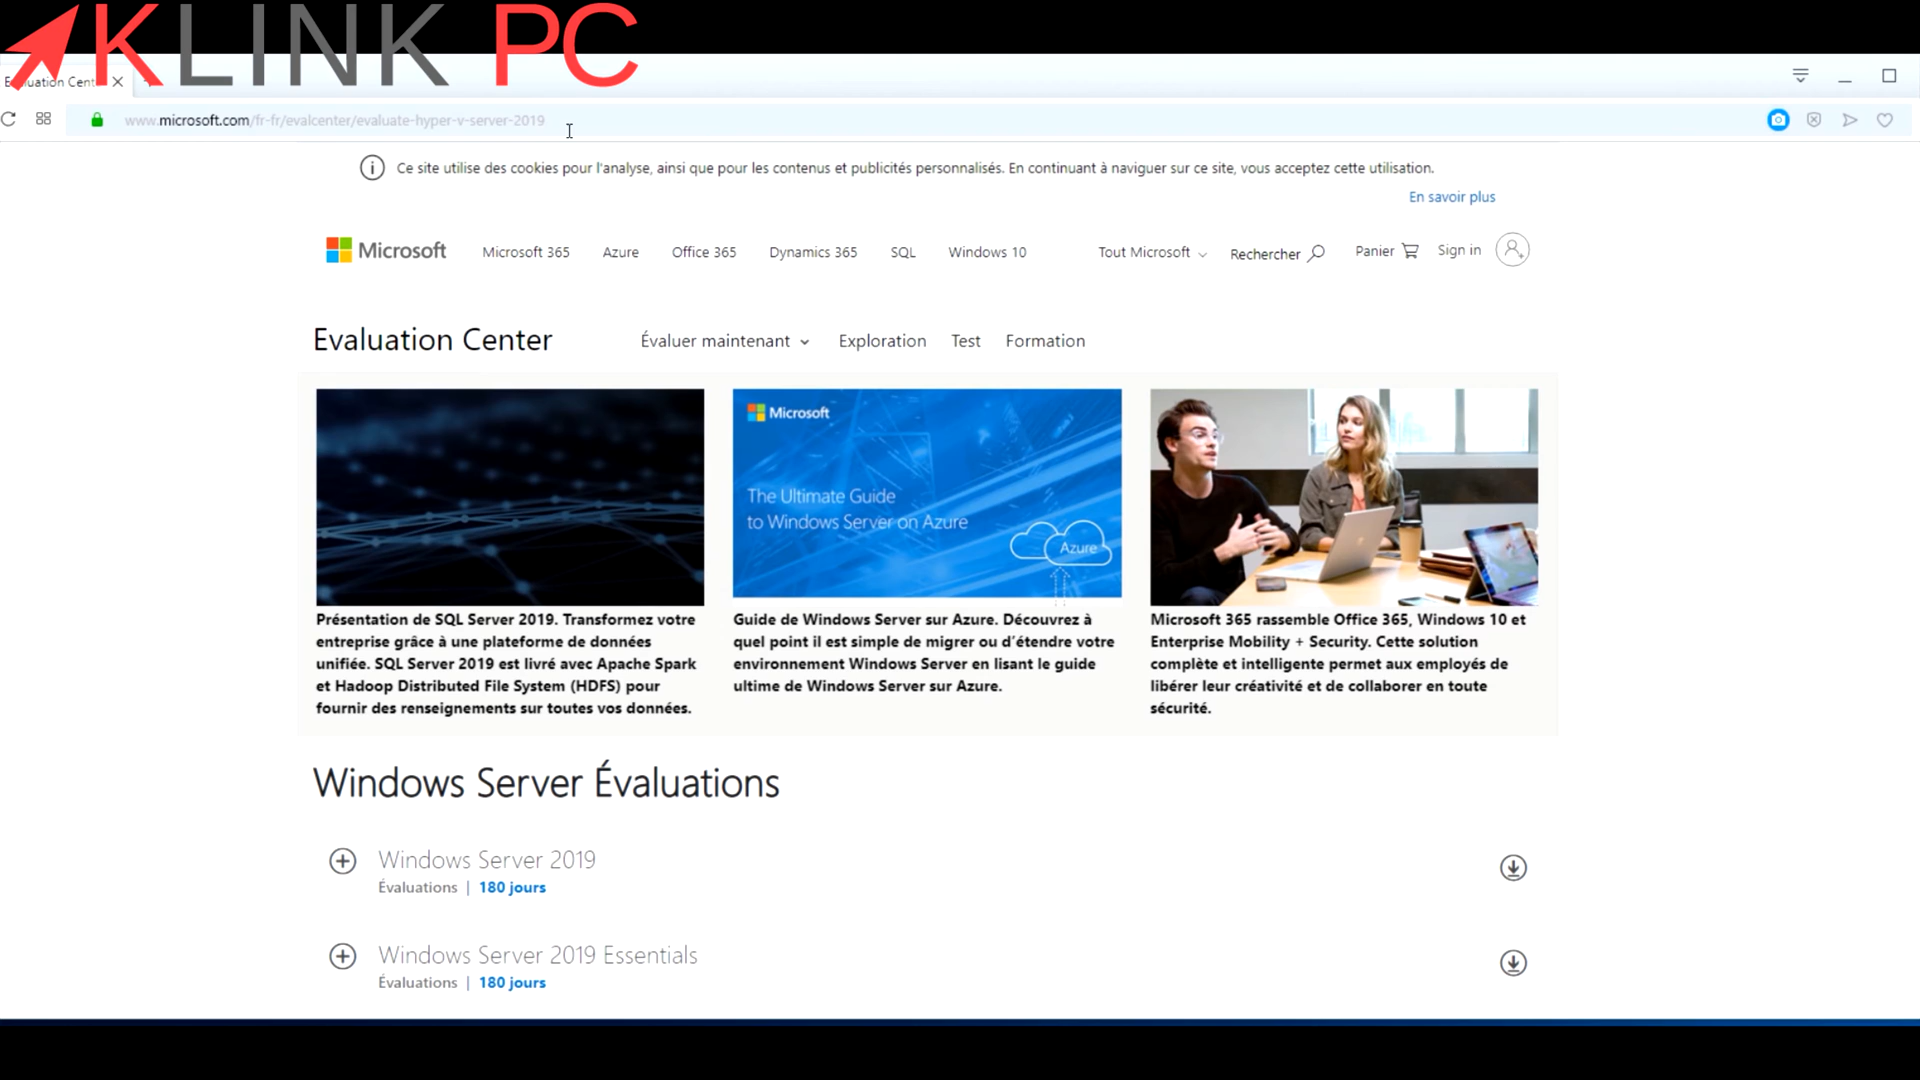 KLINK PC
www.microsoft.com/fr-fr/evalcenter/evaluate-hyper-v-server-2019
Ce site utilise des cookies pour l'analyse, ainsi que pour les contenus et publicités personnalisés. En continuant à naviguer sur ce site, vous acceptez cette utilisation.
En savoir plus
Microsoft Microsoft 365 Azure Office 365 Dynamics 365 SQL Windows 10 Tout Microsoft Rechercher Panier Sign in
Evaluation Center Évaluer maintenant Exploration Test Formation
Microsoft
The Ultimate Guide
to Windows Server on Azure
Azure
Présentation de SQL Server 2019. Transformez votre
entreprise grâce à une plateforme de données
unifiée. SQL Server 2019 est livré avec Apache Spark
et Hadoop Distributed File System (HDFS) pour
fournir des renseignements sur toutes vos données.
Guide de Windows Server sur Azure. Découvrez à
quel point il est simple de migrer ou d'étendre votre
environnement Windows Server en lisant le guide
ultime de Windows Server sur Azure.
Microsoft 365 rassemble Office 365, Windows 10 et
Enterprise Mobility + Security. Cette solution
complète et intelligente permet aux employés de
libérer leur créativité et de collaborer en toute
sécurité.
Windows Server Évaluations
Windows Server 2019
Évaluations | 180 jours
Windows Server 2019 Essentials
Évaluations | 180 jours